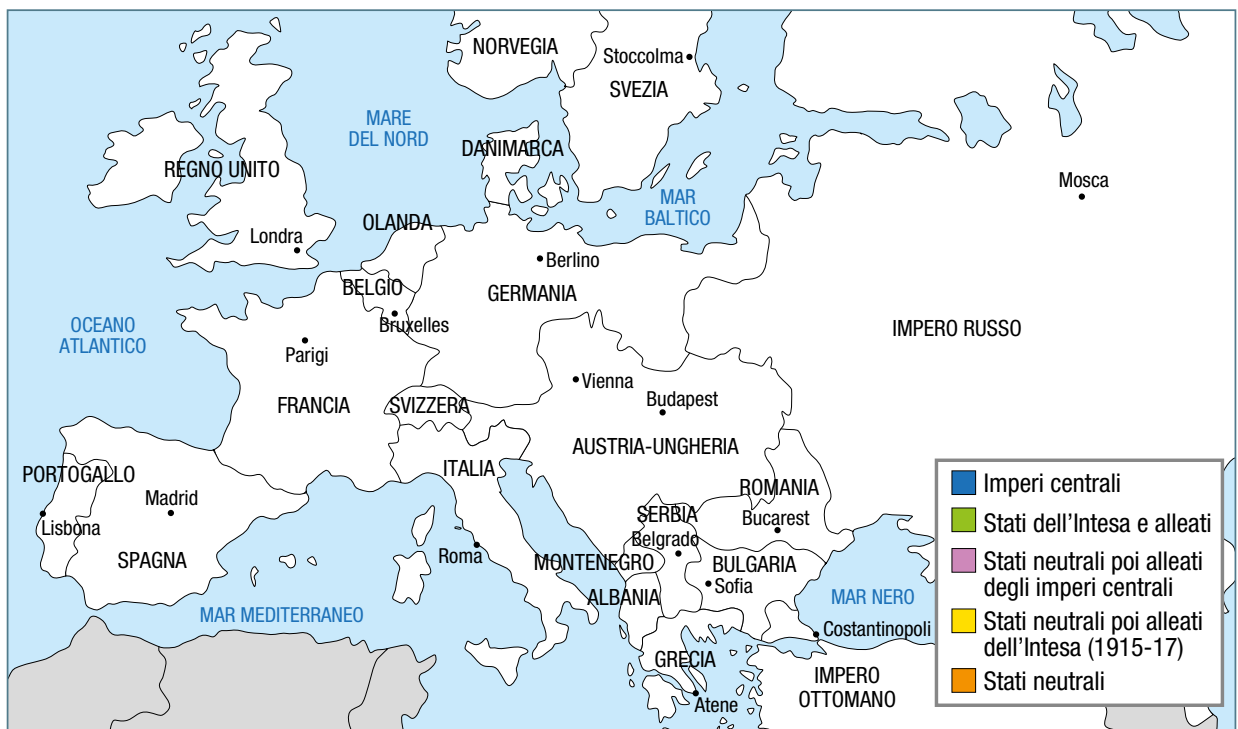 NORVEGIA
Stoccolma
SVEZIA
MARE
DEL NORD
DANIMARCA
REGNO UNITO
Mosca
MAR
BALTICO
OLANDA
Londra
Berlino
BELGIO
GERMANIA
Bruxelles
OCEANO
ATLANTICO
IMPERO RUSSO
Parigi
Vienna
Budapest
FRANCIA
SVIZZERA
AUSTRIA-UNGHERIA
ITALIA
PORTOGALLO
Madrid
Lisbona
SPAGNA
ROMANIA
SERBIA
Bucarest
Belgrado
Roma
MONTENEGRO
BULGARIA
Sofia
ALBANIA
MAR NERO
MAR MEDITERRANEO
Costantinopoli
GRECIA
IMPERO
OTTOMANO
Atene
Imperi centrali
Stati dell'Intesa e alleati
Stati neutrali poi alleati
degli imperi centrali
Stati neutrali poi alleati
dell'Intesa (1915-17)
Stati neutrali